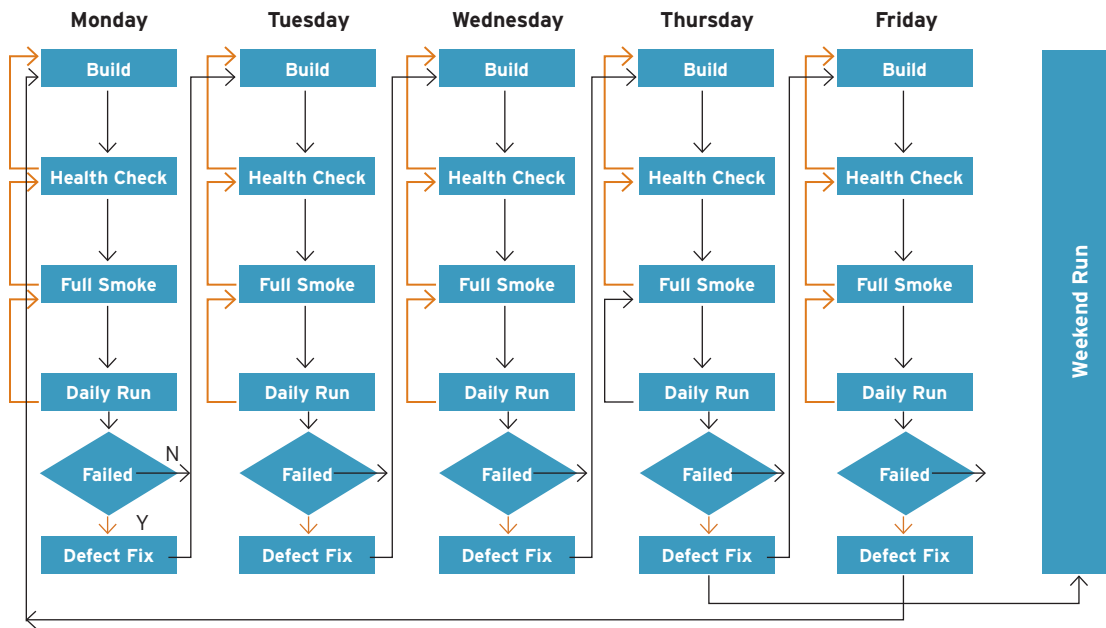 Monday Tuesday Wednesday Thursday Friday
Build Build Build Build Build
Health Check Health Check Health Check Health Check Health Check
Full Smoke Full Smoke Full Smoke Full Smoke Full Smoke
Weekend Run
Daily Run Daily Run Daily Run Daily Run Daily Run
N
Failed Failed Failed Failed Failed
Y
Defect Fix Defect Fix Defect Fix Defect Fix Defect Fix